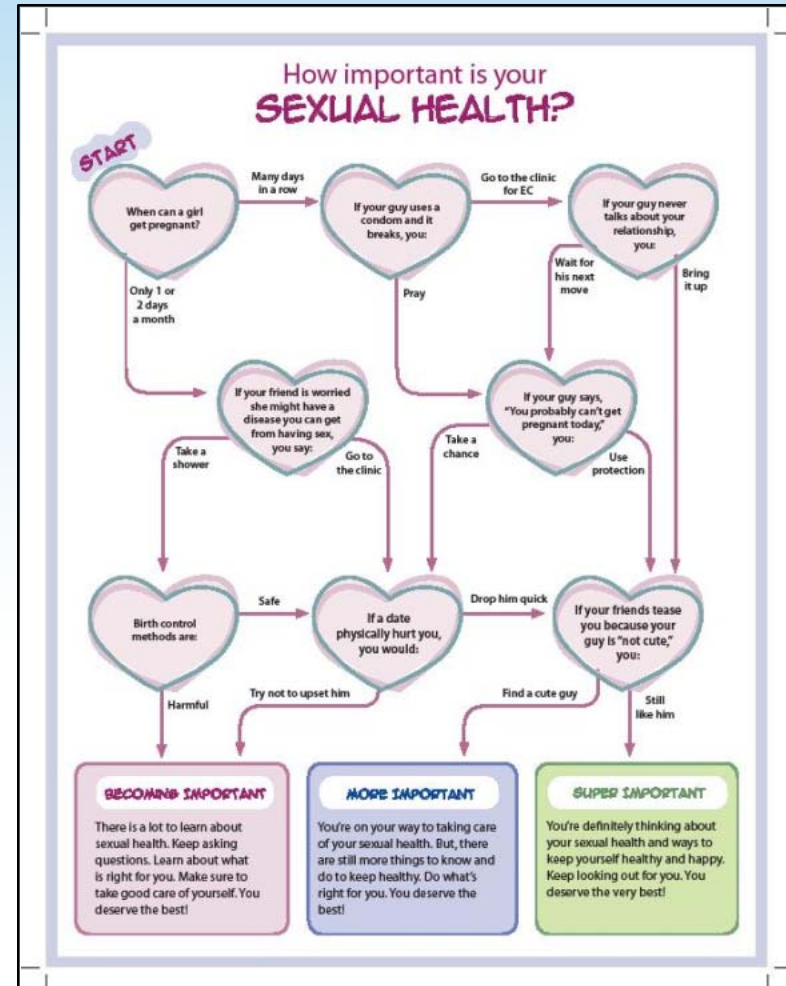 How important is your
SEXUAL HEALTH?
START
When can a girl
get pregnant?
Many days
in a row
If your guy uses a
condom and it
breaks, you:
Go to the clinic
for EC
If your guy never
talks about your
relationship,
you:
Only 1 or
2 days
a month
Pray
Wait for
his next
move
Bring
it up
If your friend is worried
she might have a
disease you can get
from having sex,
you say:
If your guy says,
"You probably can't get
pregnant today,"
you:
Take a
shower
Go to
the clinic
Take a
chance
Use
protection
Birth control
methods are:
Safe
If a date
physically hurt you,
you would:
Drop him quick
If your friends tease
you because your
guy is "not cute,"
you:
Harmful
Try not to upset him
Find a cute guy
Still
like him
BECOMING IMPORTANT
There is a lot to learn about
sexual health. Keep asking
questions. Learn about what
is right for you. Make sure to
take good care of yourself. You
deserve the best!
MORE IMPORTANT
You're on your way to taking care
of your sexual health. But, there
are still more things to know and
do to keep healthy. Do what's
right for you. You deserve the
best!
SUPER IMPORTANT
You're definitely thinking about
your sexual health and ways to
keep yourself healthy and happy.
Keep looking out for you. You
deserve the very best!